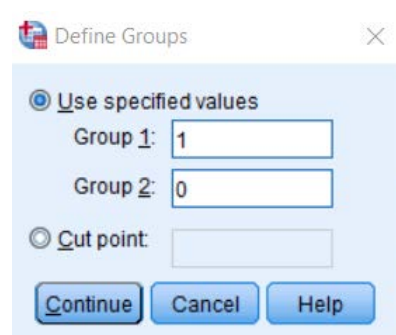 Define Groups
Use specified values
Group 1: 1
Group 2: 0
Cut point:
Continue Cancel Help